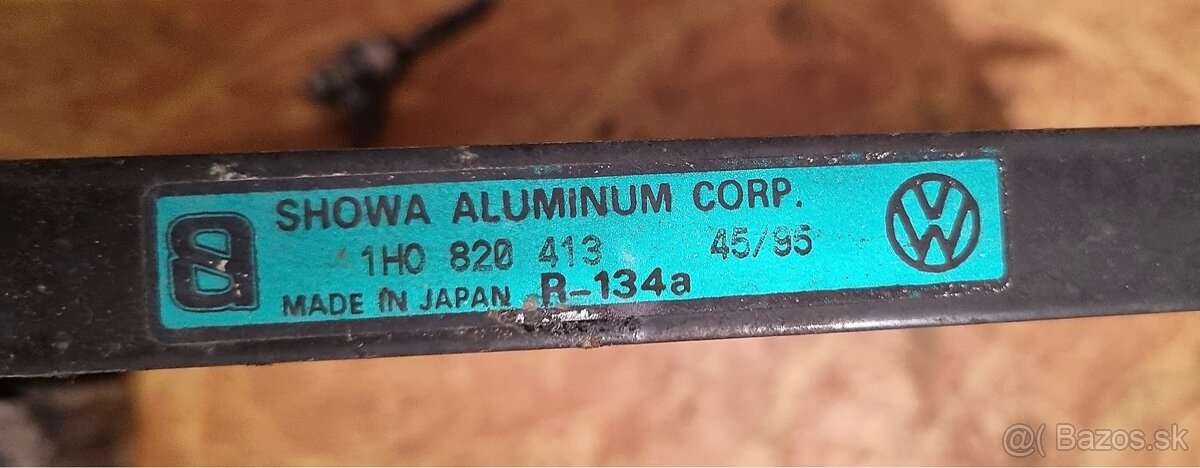 SHOWA ALUMINUM CORP.
1H0 820 413 45/95
MADE IN JAPAN R-134a
@( Bazos.sk